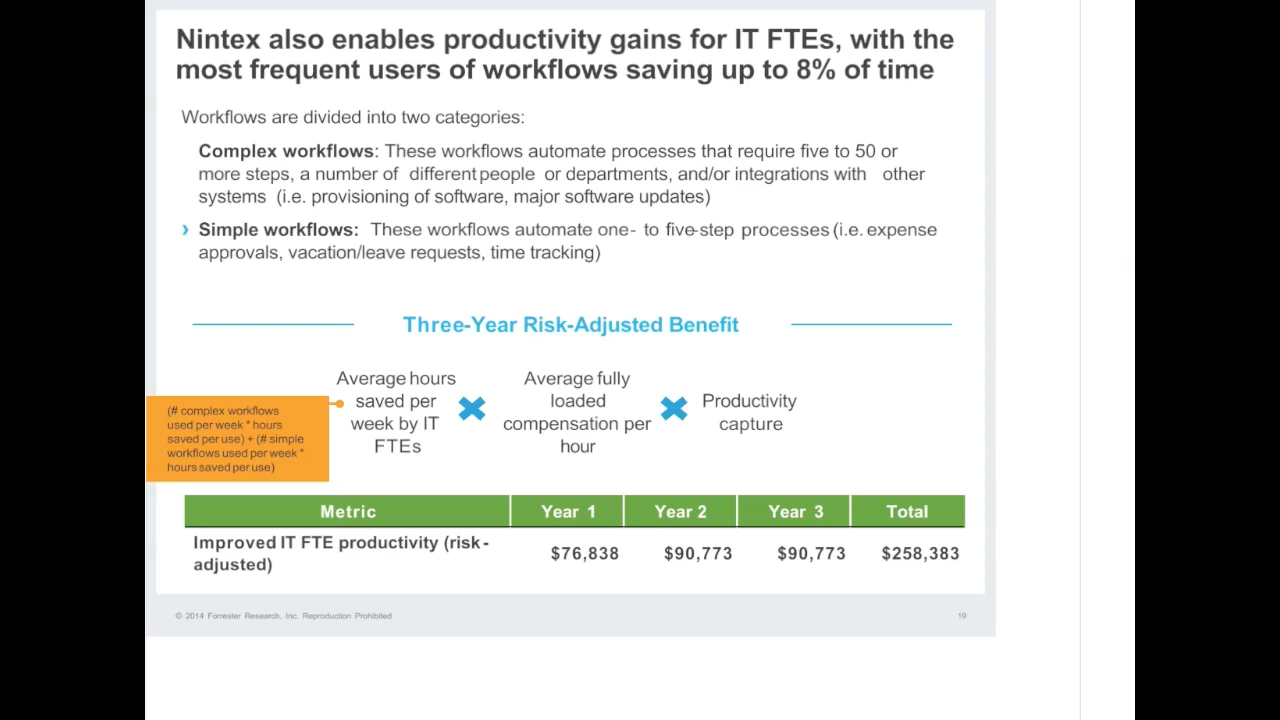 Nintex also enables productivity gains for IT FTEs, with the
most frequent users of workflows saving up to 8% of time
Workflows are divided into two categories:
Complex workflows: These workflows automate processes that require five to 50 or
more steps, a number of different people or departments, and/or integrations with other
systems (i.e. provisioning of software, major software updates)
› Simple workflows: These workflows automate one- to five-step processes (i.e. expense
approvals, vacation/leave requests, time tracking)
Three-Year Risk-Adjusted Benefit
(# complex workflows
used per week * hours
saved per use) + (# simple
workflows used per week *
hours saved per use)
Average hours
saved per
week by IT
FTEs
✖
Average fully
loaded
compensation per
hour
✖
Productivity
capture
Metric Year 1 Year 2 Year 3 Total
Improved IT FTE productivity (risk-
adjusted) $76,838 $90,773 $90,773 $258,383
© 2014 Forrester Research, Inc. Reproduction Prohibited 19